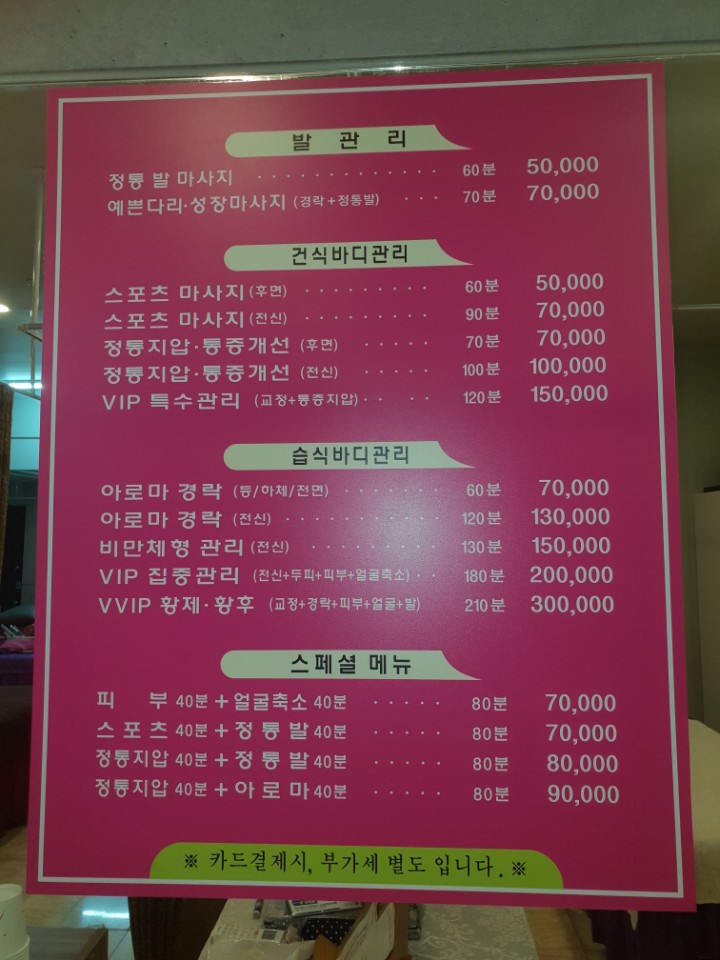 발 관 리
정통 발 마사지 · · · · · · · · · · · · · 60분 50,000
예쁜다리·성장마사지 (경락+정통발) · · · 70분 70,000
건식바디관리
스포츠 마사지 (후면) · · · · · · · · · 60분 50,000
스포츠 마사지 (전신) · · · · · · · · · 90분 70,000
정통지압·통증개선 (후면) · · · · · · 70분 70,000
정통지압·통증개선 (전신) · · · · · · 100분 100,000
VIP 특수관리 (교정+통증지압) · · · · 120분 150,000
습식바디관리
아로마 경락 (등/하체/전면) · · · · · · · 60분 70,000
아로마 경락 (전신) · · · · · · · · · · 120분 130,000
비만체형 관리 (전신) · · · · · · · · · 130분 150,000
VIP 집중관리 (전신+두피+피부+얼굴축소) · · 180분 200,000
VVIP 황제·황후 (교정+경락+피부+얼굴+발) 210분 300,000
스페셜 메뉴
피 부 40분 + 얼굴축소 40분 · · · · · 80분 70,000
스 포 츠 40분 + 정 통 발 40분 · · · · · 80분 70,000
정통지압 40분 + 정 통 발 40분 · · · · · 80분 80,000
정통지압 40분 + 아 로 마 40분 · · · · · 80분 90,000
※ 카드결제시, 부가세 별도 입니다. ※